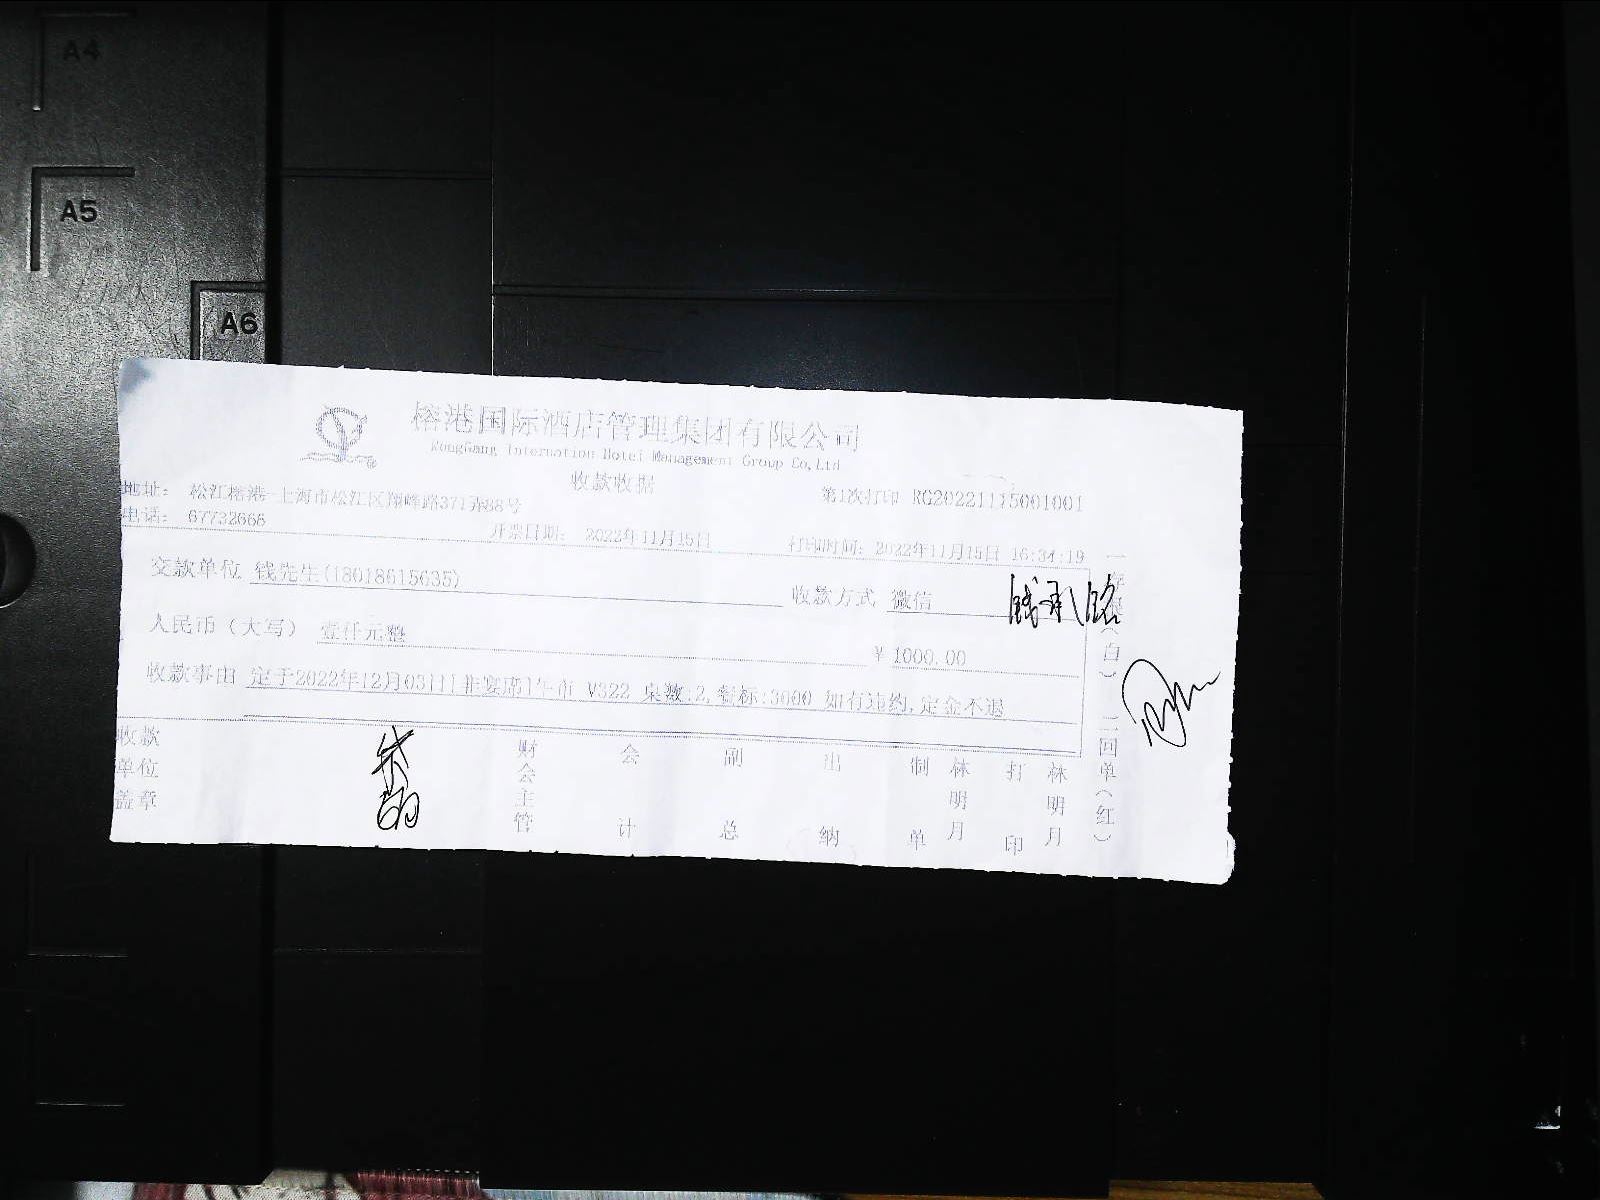 A4
A5
A6
榕港国际酒店管理集团有限公司
RongGang Internation Hotel Management Group Co,Ltd
收款收据
地址： 松江榕港-上海市松江区翔峰路371弄88号
第1次打印 RG20221115001001
电话： 67732666
开票日期： 2022年11月15日
打印时间：2022年11月15日 16:34:19
交款单位 钱先生(18018615635)
收款方式 微信
人民币（大写） 壹仟元整
￥ 1000.00
收款事由 定于2022年12月03日[非宴席]午市 V322 桌数:2,餐标:3000 如有违约,定金不退
收款单位盖章
财会主管
会计
副总
出纳
制单
林明月
打印
林明月
（白） 二回单（红）